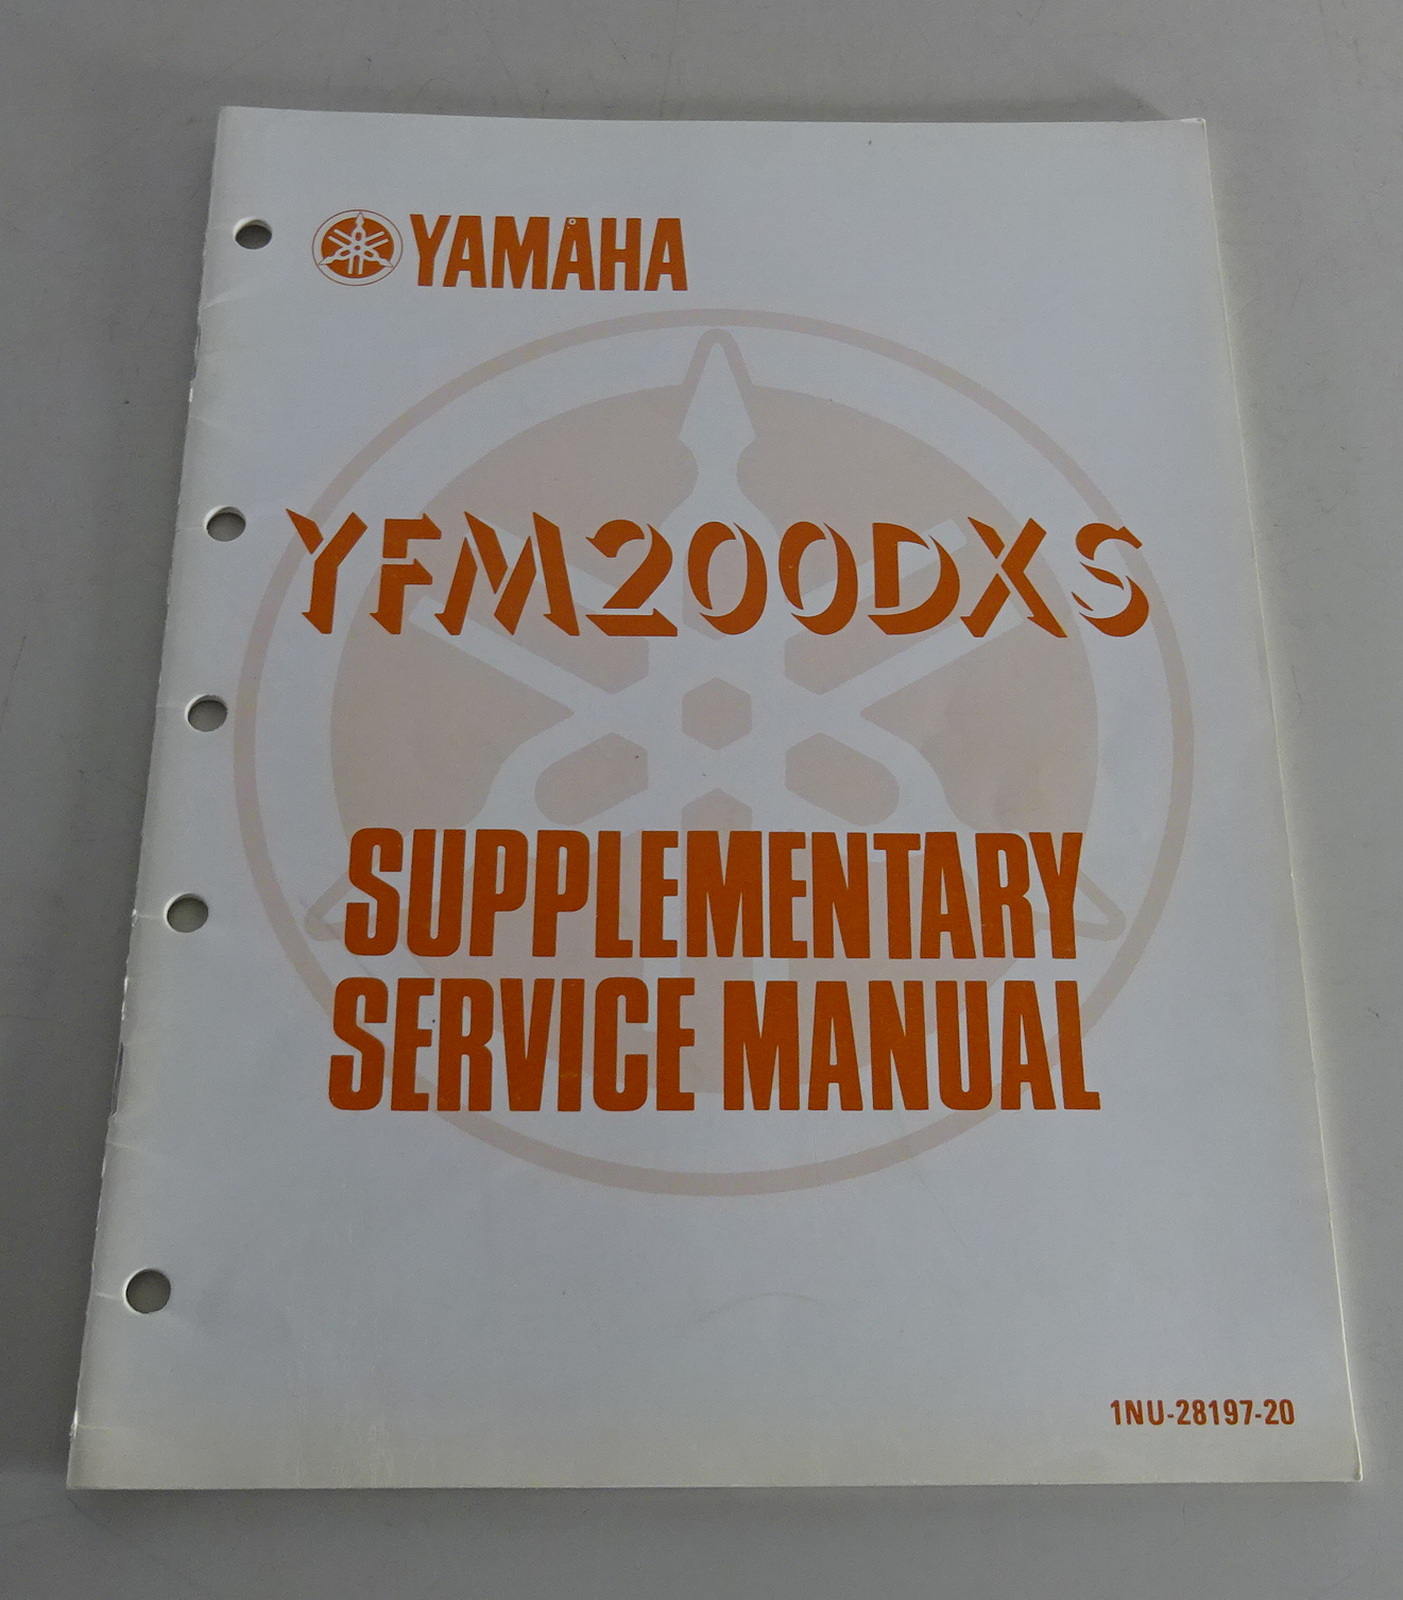 YAMAHA
YFM200DXS
SUPPLEMENTARY
SERVICE MANUAL
1NU-28197-20